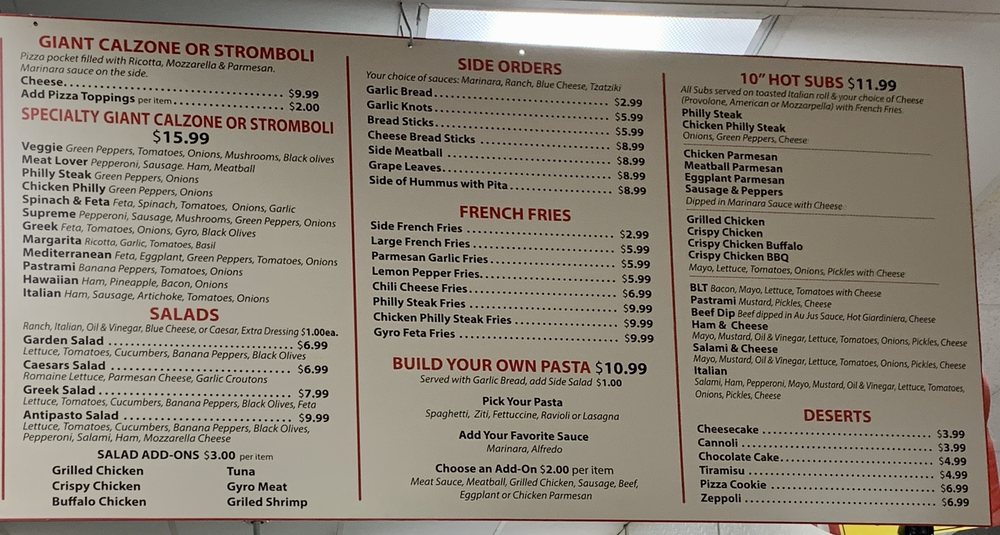 GIANT CALZONE OR STROMBOLI
Pizza pocket filled with Ricotta, Mozzarella & Parmesan.
Marinara sauce on the side.
Cheese $9.99
Add Pizza Toppings per item $2.00
SPECIALTY GIANT CALZONE OR STROMBOLI
$15.99
Veggie Green Peppers, Tomatoes, Onions, Mushrooms, Black olives
Meat Lover Pepperoni, Sausage. Ham, Meatball
Philly Steak Green Peppers, Onions
Chicken Philly Green Peppers, Onions
Spinach & Feta Feta, Spinach, Tomatoes, Onions, Garlic
Supreme Pepperoni, Sausage, Mushrooms, Green Peppers, Onions
Greek Feta, Tomatoes, Onions, Gyro, Black Olives
Margarita Ricotta, Garlic, Tomatoes, Basil
Mediterranean Feta, Eggplant, Green Peppers, Tomatoes, Onions
Pastrami Banana Peppers, Tomatoes, Onions
Hawaiian Ham, Pineapple, Bacon, Onions
Italian Ham, Sausage, Artichoke, Tomatoes, Onions
SALADS
Ranch, Italian, Oil & Vinegar, Blue Cheese, or Caesar, Extra Dressing $1.00ea.
Garden Salad $6.99
Lettuce, Tomatoes, Cucumbers, Banana Peppers, Black Olives
Caesars Salad $6.99
Romaine Lettuce, Parmesan Cheese, Garlic Croutons
Greek Salad $7.99
Lettuce, Tomatoes, Cucumbers, Banana Peppers, Black Olives, Feta
Antipasto Salad $9.99
Lettuce, Tomatoes, Cucumbers, Banana Peppers, Black Olives,
Pepperoni, Salami, Ham, Mozzarella Cheese
SALAD ADD-ONS $3.00 per item
Grilled Chicken Tuna
Crispy Chicken Gyro Meat
Buffalo Chicken Griled Shrimp
SIDE ORDERS
Your choice of sauces: Marinara, Ranch, Blue Cheese, Tzatziki
Garlic Bread $2.99
Garlic Knots $5.99
Bread Sticks $5.99
Cheese Bread Sticks $8.99
Side Meatball $8.99
Grape Leaves $8.99
Side of Hummus with Pita $8.99
FRENCH FRIES
Side French Fries $2.99
Large French Fries $5.99
Parmesan Garlic Fries $5.99
Lemon Pepper Fries $5.99
Chili Cheese Fries $6.99
Philly Steak Fries $9.99
Chicken Philly Steak Fries $9.99
Gyro Feta Fries $9.99
BUILD YOUR OWN PASTA $10.99
Served with Garlic Bread, add Side Salad $1.00
Pick Your Pasta
Spaghetti, Ziti, Fettuccine, Ravioli or Lasagna
Add Your Favorite Sauce
Marinara, Alfredo
Choose an Add-On $2.00 per item
Meat Sauce, Meatball, Grilled Chicken, Sausage, Beef,
Eggplant or Chicken Parmesan
10" HOT SUBS $11.99
All Subs served on toasted Italian roll & your choice of Cheese
(Provolone, American or Mozzarpella) with French Fries
Philly Steak
Chicken Philly Steak
Onions, Green Peppers, Cheese
Chicken Parmesan
Meatball Parmesan
Eggplant Parmesan
Sausage & Peppers
Dipped in Marinara Sauce with Cheese
Grilled Chicken
Crispy Chicken
Crispy Chicken Buffalo
Crispy Chicken BBQ
Mayo, Lettuce, Tomatoes, Onions, Pickles with Cheese
BLT Bacon, Mayo, Lettuce, Tomatoes with Cheese
Pastrami Mustard, Pickles, Cheese
Beef Dip Beef dipped in Au Jus Sauce, Hot Giardiniera, Cheese
Ham & Cheese
Mayo, Mustard, Oil & Vinegar, Lettuce, Tomatoes, Onions, Pickles, Cheese
Salami & Cheese
Mayo, Mustard, Oil & Vinegar, Lettuce, Tomatoes, Onions, Pickles, Cheese
Italian
Salami, Ham, Pepperoni, Mayo, Mustard, Oil & Vinegar, Lettuce, Tomatoes,
Onions, Pickles, Cheese
DESERTS
Cheesecake $3.99
Cannoli $3.99
Chocolate Cake $4.99
Tiramisu $4.99
Pizza Cookie $6.99
Zeppoli $6.99